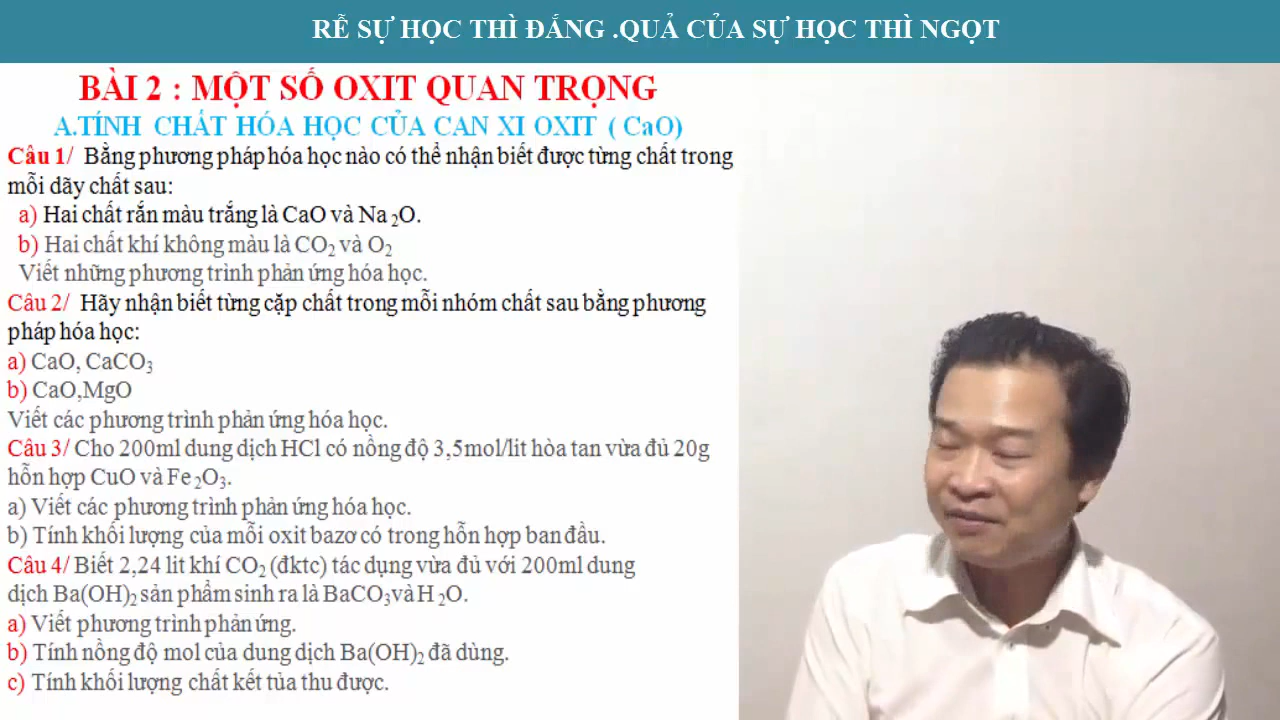 RỄ SỰ HỌC THÌ ĐẮNG .QUẢ CỦA SỰ HỌC THÌ NGỌT
BÀI 2 : MỘT SỐ OXIT QUAN TRỌNG
A.TÍNH CHẤT HÓA HỌC CỦA CAN XI OXIT ( CaO)
Câu 1/ Bằng phương pháp hóa học nào có thể nhận biết được từng chất trong
mỗi dãy chất sau:
a) Hai chất rắn màu trắng là CaO và Na₂O.
b) Hai chất khí không màu là CO₂ và O₂
Viết những phương trình phản ứng hóa học.
Câu 2/ Hãy nhận biết từng cặp chất trong mỗi nhóm chất sau bằng phương
pháp hóa học:
a) CaO, CaCO₃
b) CaO,MgO
Viết các phương trình phản ứng hóa học.
Câu 3/ Cho 200ml dung dịch HCl có nồng độ 3,5mol/lit hòa tan vừa đủ 20g
hỗn hợp CuO và Fe₂O₃.
a) Viết các phương trình phản ứng hóa học.
b) Tính khối lượng của mỗi oxit bazơ có trong hỗn hợp ban đầu.
Câu 4/ Biết 2,24 lit khí CO₂ (đktc) tác dụng vừa đủ với 200ml dung
dịch Ba(OH)₂ sản phẩm sinh ra là BaCO₃ và H₂O.
a) Viết phương trình phản ứng.
b) Tính nồng độ mol của dung dịch Ba(OH)₂ đã dùng.
c) Tính khối lượng chất kết tủa thu được.